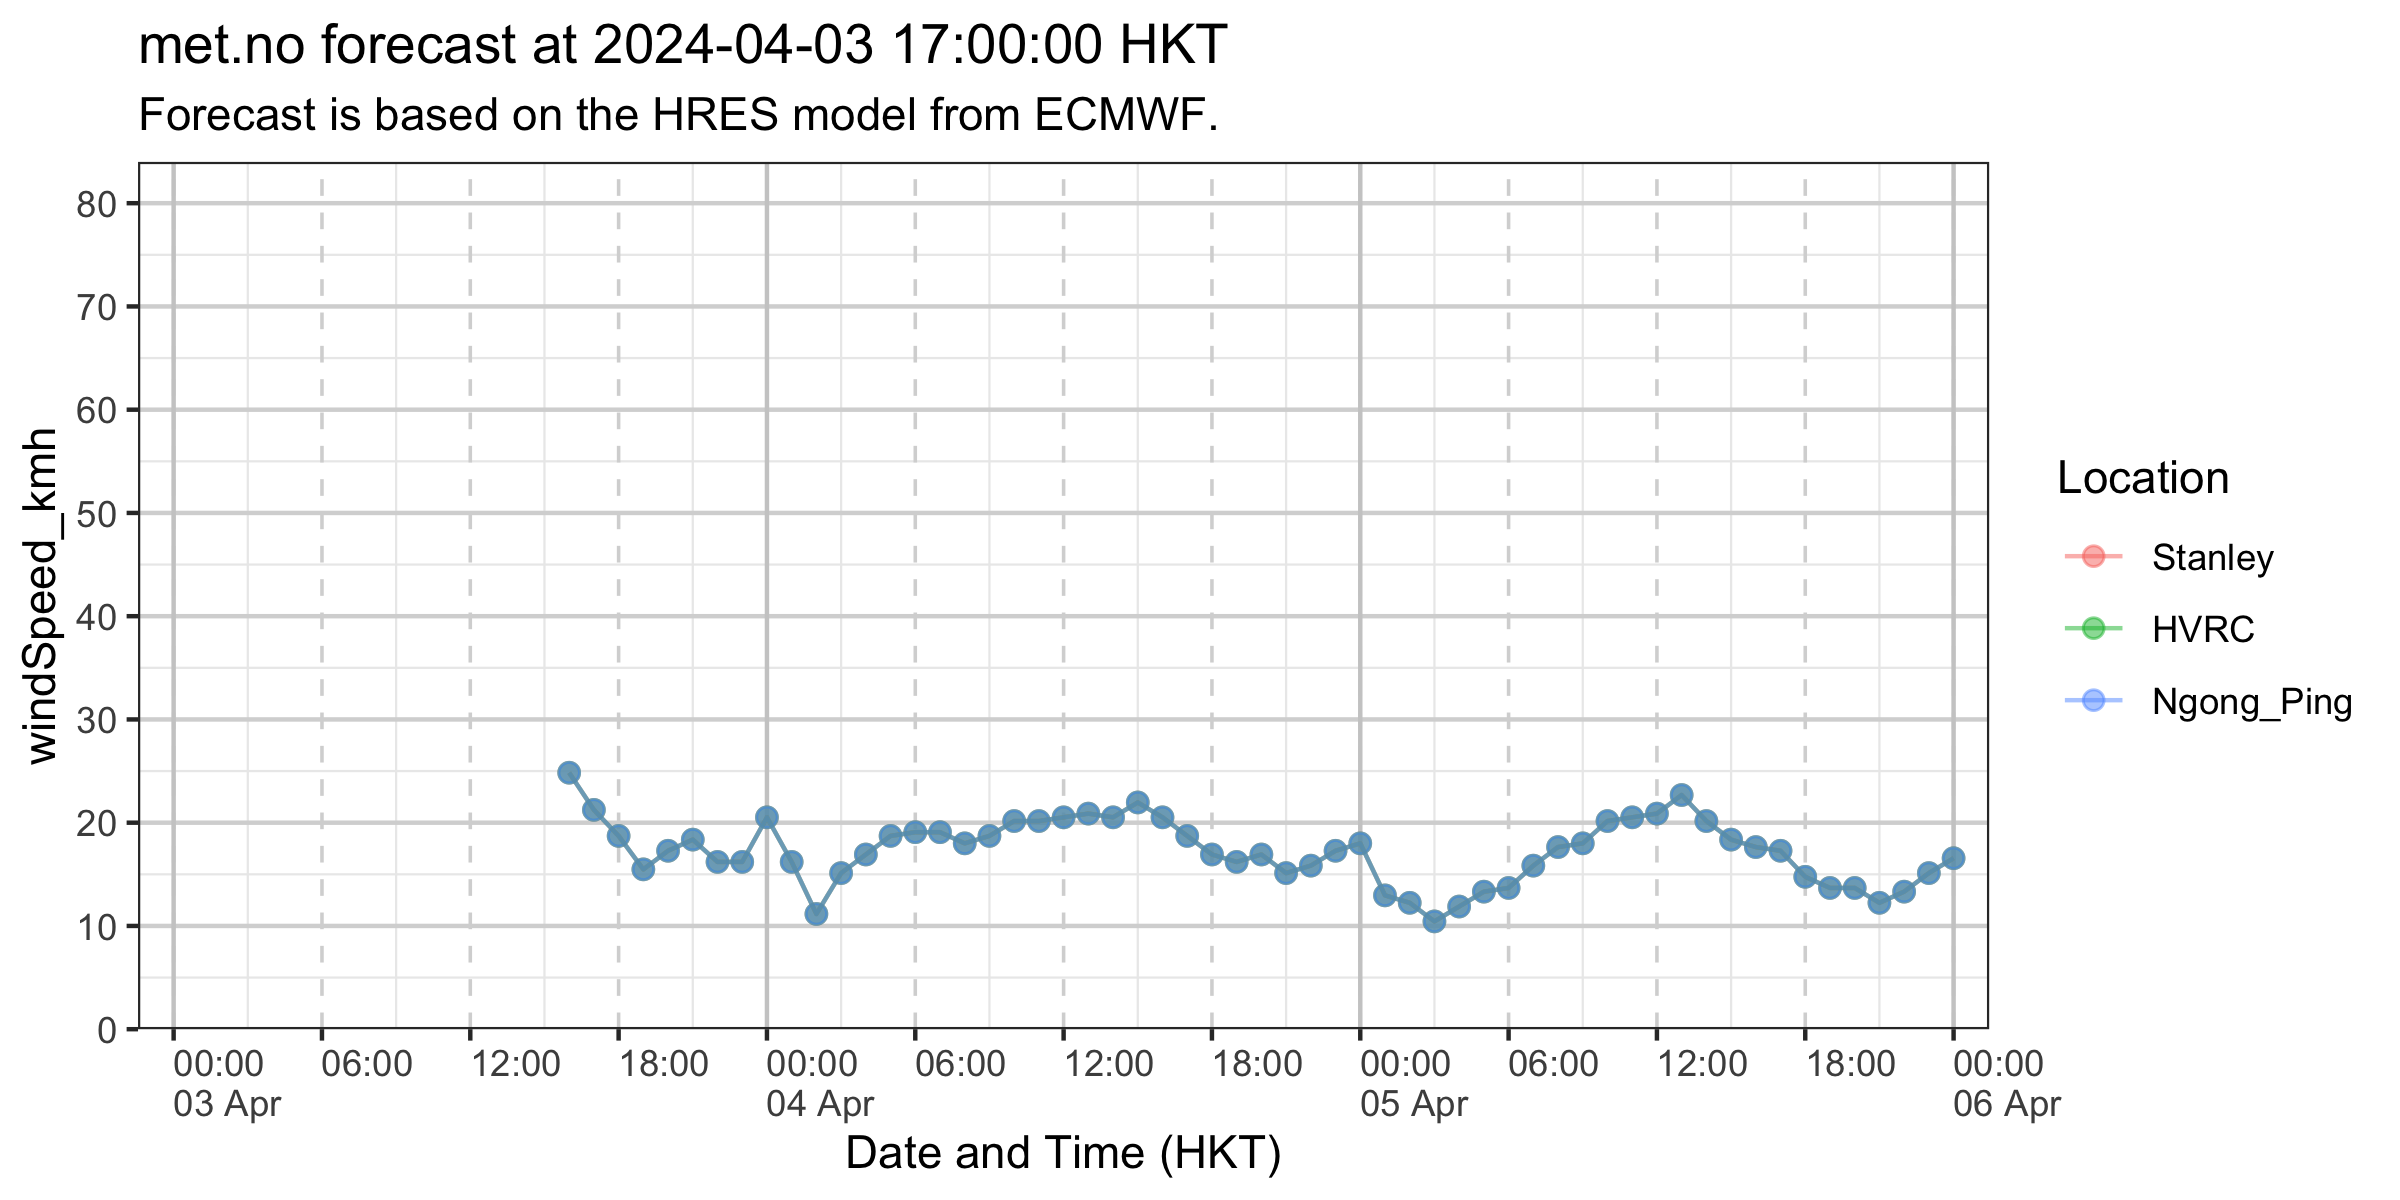 met.no forecast at 2024-04-03 17:00:00 HKT
Forecast is based on the HRES model from ECMWF.
windSpeed_kmh
80
70
60
50
40
30
20
10
0
00:00 06:00 12:00 18:00 00:00 06:00 12:00 18:00 00:00 06:00 12:00 18:00 00:00
03 Apr 04 Apr 05 Apr 06 Apr
Date and Time (HKT)
Location
Stanley
HVRC
Ngong_Ping